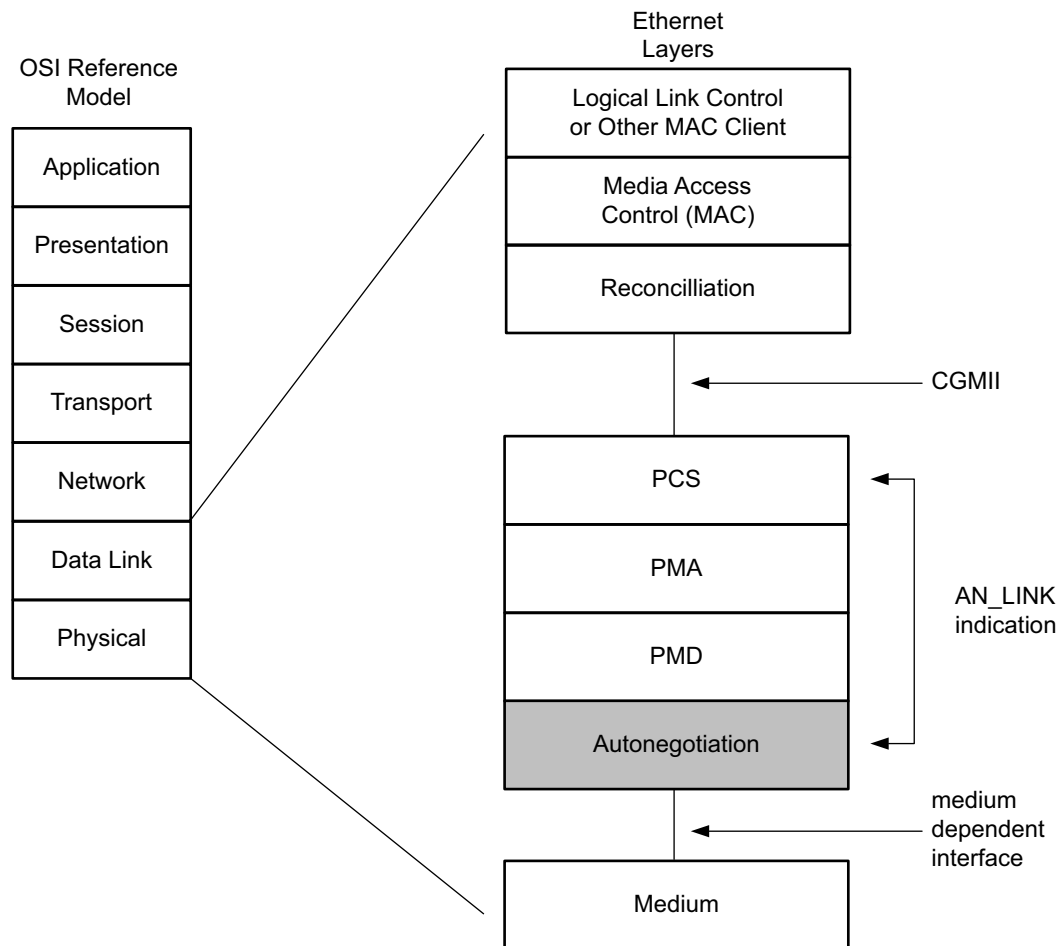 OSI Reference
Model
Application
Presentation
Session
Transport
Network
Data Link
Physical
Ethernet
Layers
Logical Link Control
or Other MAC Client
Media Access
Control (MAC)
Reconcilliation
CGMII
PCS
PMA
PMD
Autonegotiation
AN_LINK
indication
medium
dependent
interface
Medium